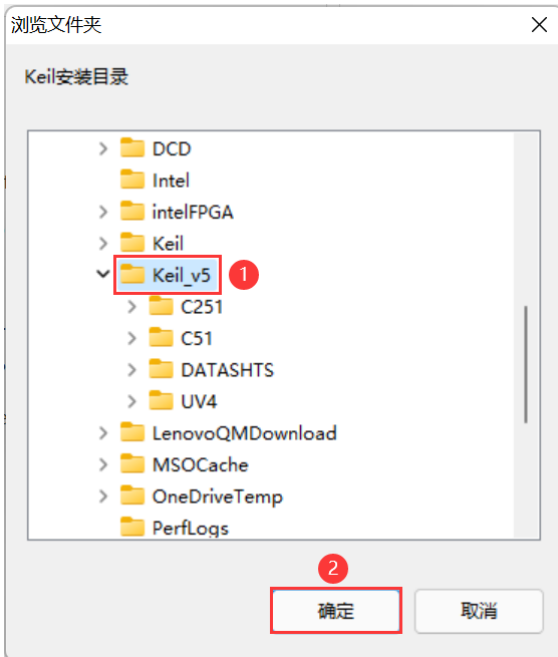 浏览文件夹
Keil安装目录
DCD
Intel
intelFPGA
Keil
Keil_v5 1
C251
C51
DATASHTS
UV4
LenovoQMDownload
MSOCache
OneDriveTemp
PerfLogs
2
确定 取消